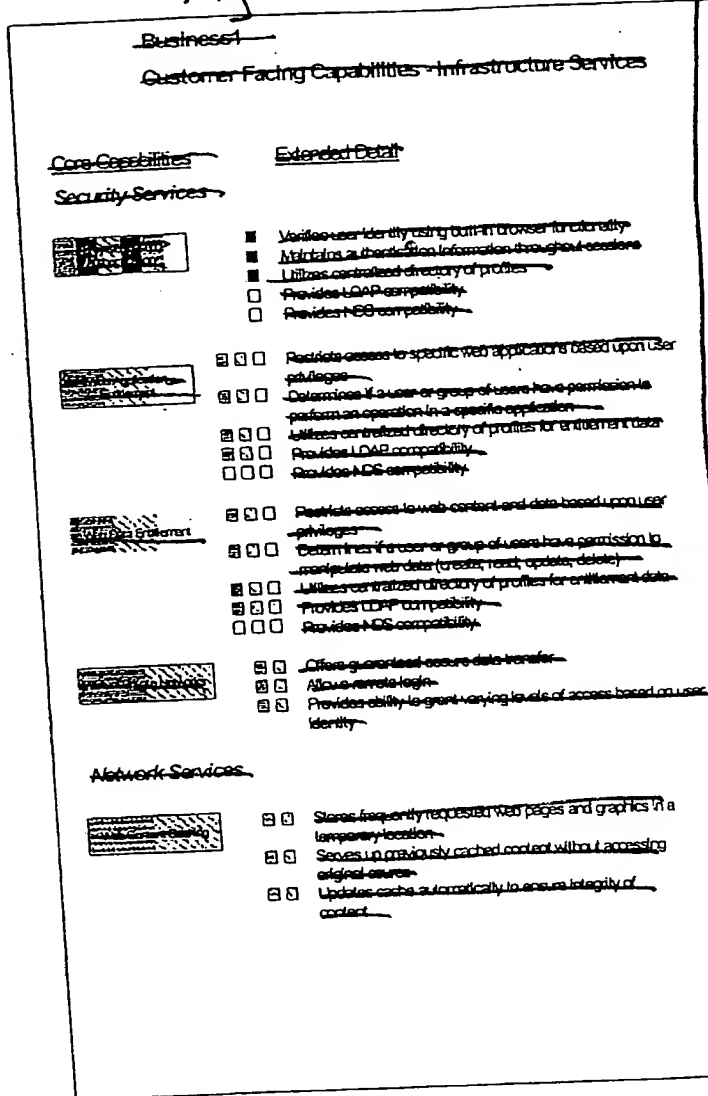 Business1
Customer Facing Capabilities - Infrastructure Services
Core Capabilities
Extended Detail
Security Services
Verifies user identity using built-in browser functionality
Maintains authentication information throughout sessions
Utilizes centralized directory of profiles
Provides LDAP compatibility
Provides NDS compatibility
Restricts access to specific web applications based upon user
privileges
Determines if a user or group of users have permission to
perform an operation in a specific application
Utilizes centralized directory of profiles for entitlement data
Provides LDAP compatibility
Provides NDS compatibility
Web Data Entitlement
Restricts access to web content and data based upon user
privileges
Determines if a user or group of users have permission to
manipulate web data (create, read, update, delete)
Utilizes centralized directory of profiles for entitlement data
Provides LDAP compatibility
Provides NDS compatibility
Offers guaranteed secure data transfer
Allows remote login
Provides ability to grant varying levels of access based on user
identity
Network Services
Web Content Caching
Stores frequently requested web pages and graphics in a
temporary location
Serves up previously cached content without accessing
original source
Updates cache automatically to ensure integrity of
content